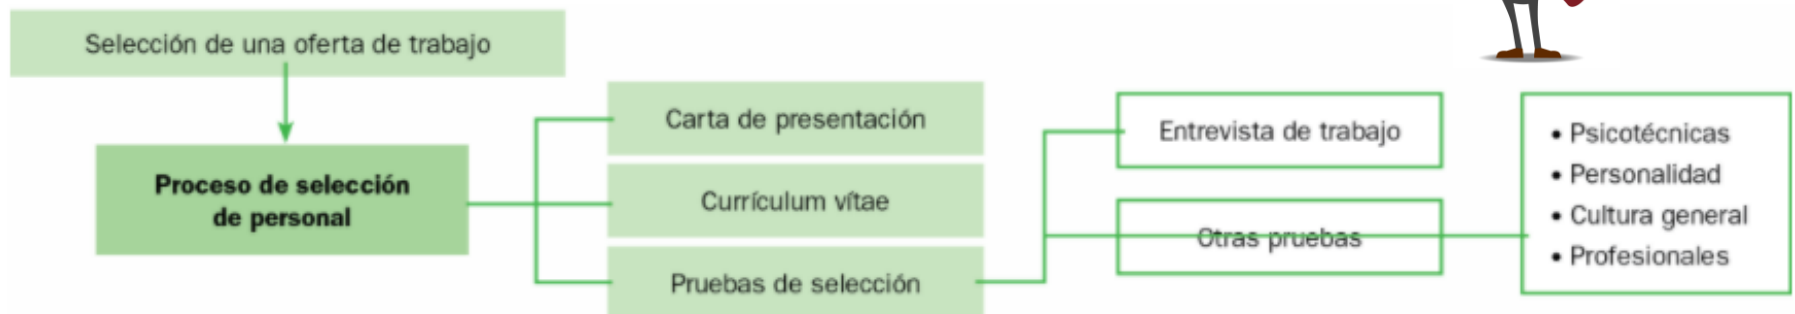 Selección de una oferta de trabajo
Proceso de selección
de personal
Carta de presentación
Currículum vítae
Pruebas de selección
Entrevista de trabajo
Otras pruebas
• Psicotécnicas
• Personalidad
• Cultura general
• Profesionales